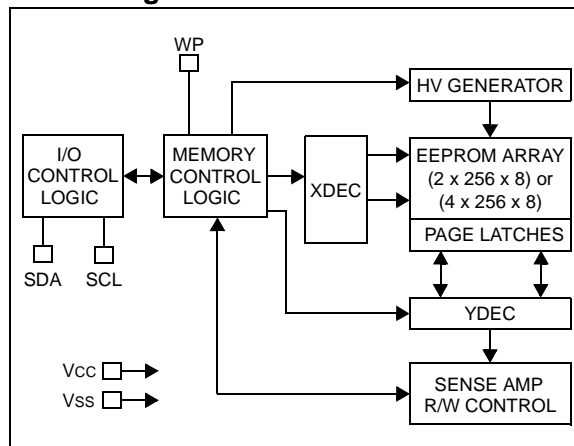 WP
HV GENERATOR
I/O
CONTROL
LOGIC
MEMORY
CONTROL
LOGIC
XDEC
EEPROM ARRAY
(2 x 256 x 8) or
(4 x 256 x 8)
PAGE LATCHES
SDA
SCL
YDEC
Vcc
Vss
SENSE AMP
R/W CONTROL